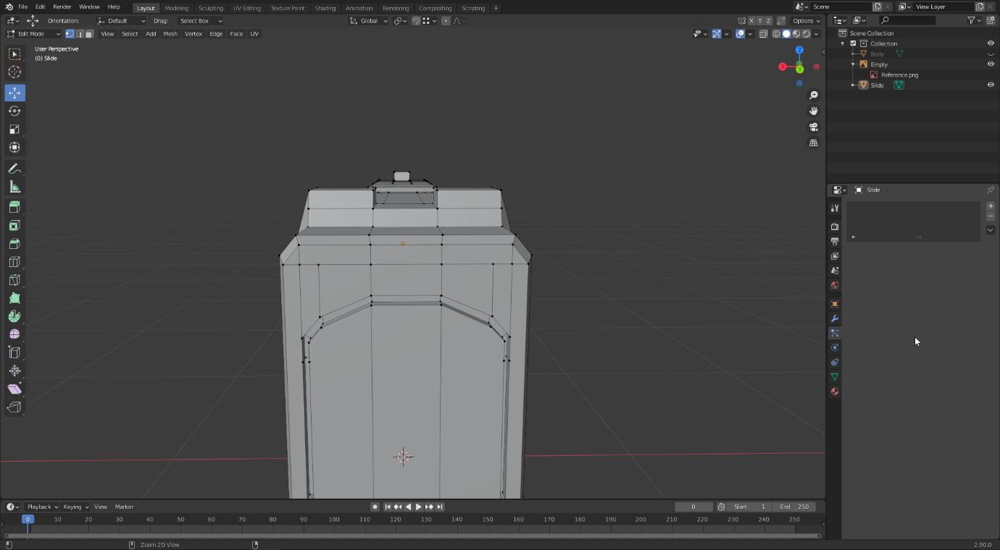 File Edit Render Window Help Layout Modeling Sculpting UV Editing Texture Paint Shading Animation Rendering Compositing Scripting + Scene View Layer
Orientation: Default Drag: Select Box Global X Y Z Options
Edit Mode View Select Add Mesh Vertex Edge Face UV
User Perspective
(0) Slide
Z
X
Y
Scene Collection
Collection
Body
Empty
Reference.png
Slide
Slide
Playback Keying View Marker 0 Start 1 End 250
0 10 20 30 40 50 60 70 80 90 100 110 120 130 140 150 160 170 180 190 200 210 220 230 240 250
Zoom 2D View 2.90.0